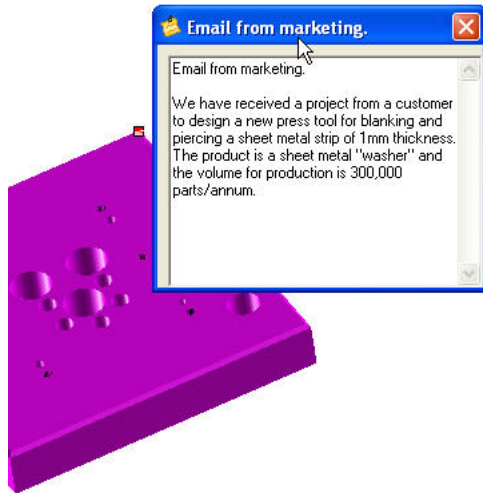 Email from marketing.
Email from marketing.
We have received a project from a customer
to design a new press tool for blanking and
piercing a sheet metal strip of 1mm thickness.
The product is a sheet metal "washer" and
the volume for production is 300,000
parts/annum.